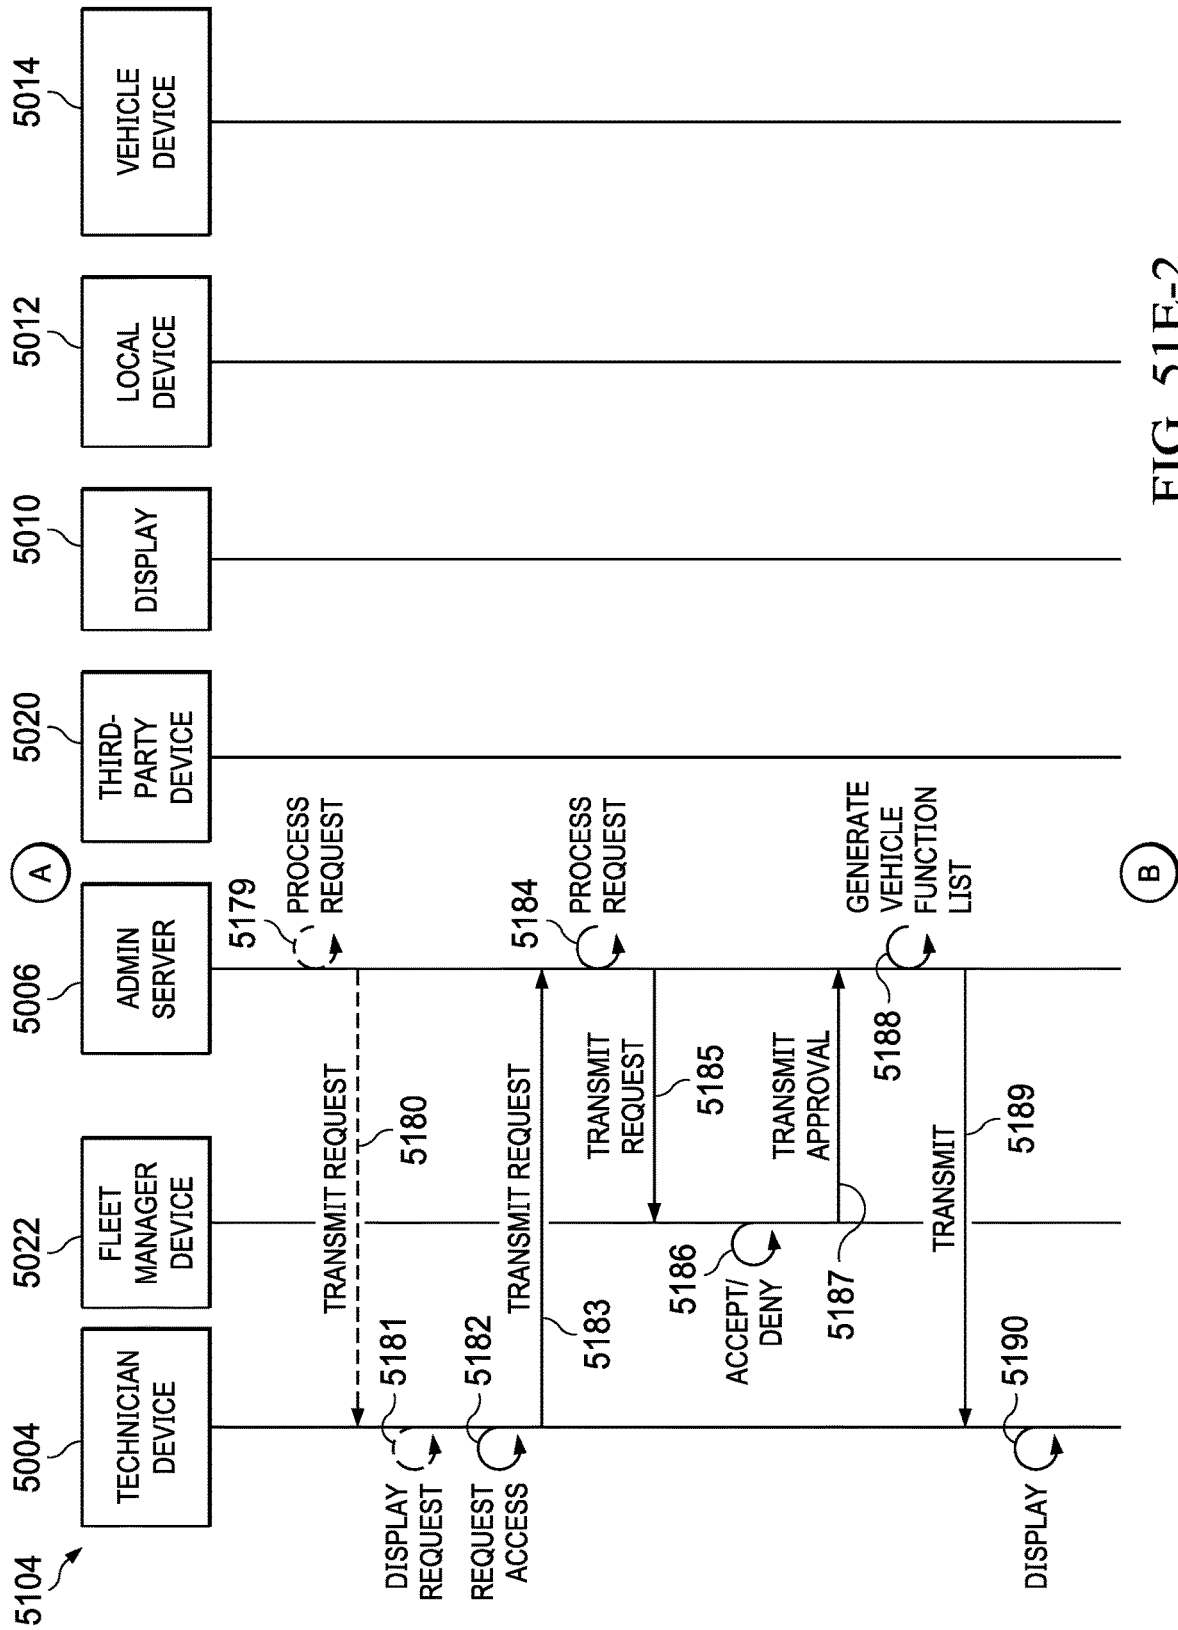 5104
5004
TECHNICIAN
DEVICE
5022
FLEET
MANAGER
DEVICE
5006
ADMIN
SERVER
A
5020
THIRD-
PARTY
DEVICE
5010
DISPLAY
5012
LOCAL
DEVICE
5014
VEHICLE
DEVICE
5179
PROCESS
REQUEST
TRANSMIT REQUEST
5180
5181
DISPLAY
REQUEST
5182
REQUEST
ACCESS
TRANSMIT REQUEST
5183
5184
PROCESS
REQUEST
TRANSMIT
REQUEST
5185
5186
ACCEPT/
DENY
TRANSMIT
APPROVAL
5187
5188
GENERATE
VEHICLE
FUNCTION
LIST
TRANSMIT
5189
5190
DISPLAY
B
FIG. 51E-2